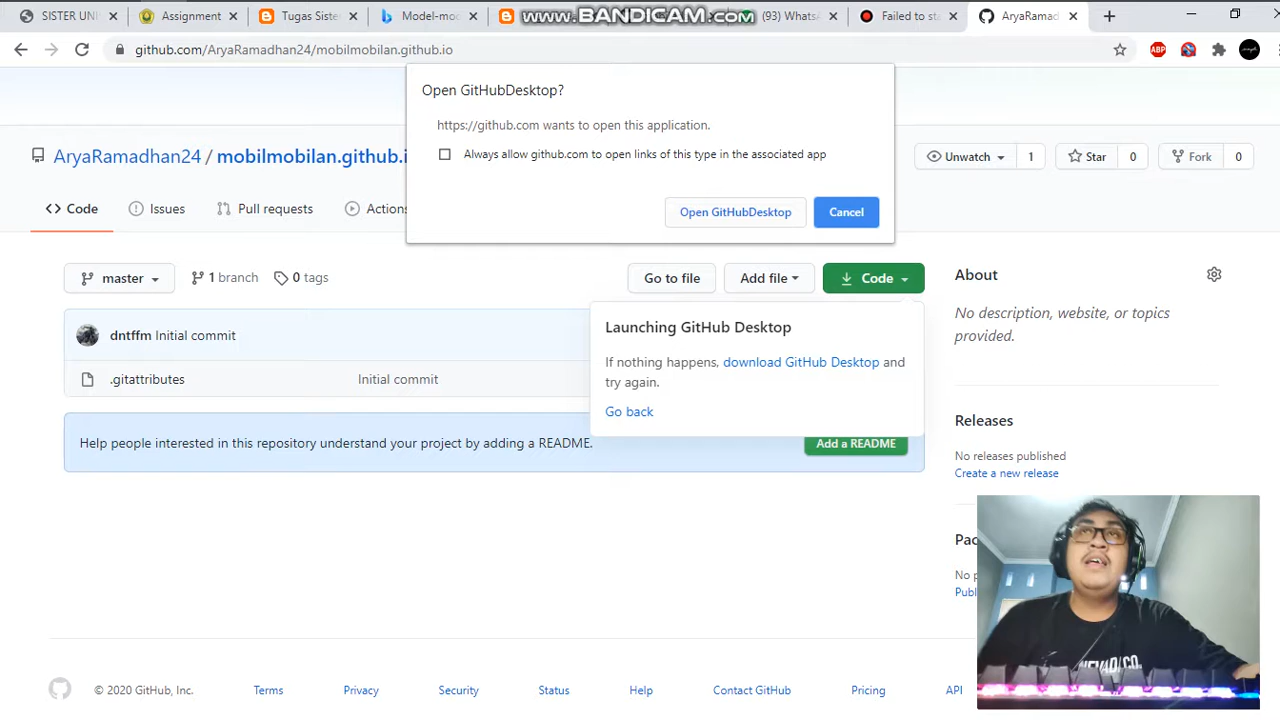 SISTER UNI
Assignment
Tugas Siste
Model-mo
www.BANDICAM.com
(93) WhatsA
Failed to sta
AryaRamad
github.com/AryaRamadhan24/mobilmobilan.github.io
ABP
Open GitHubDesktop?
https://github.com wants to open this application.
Always allow github.com to open links of this type in the associated app
Open GitHubDesktop
Cancel
AryaRamadhan24 / mobilmobilan.github.i
Unwatch 1
Star 0
Fork 0
Code
Issues
Pull requests
Actions
master
1 branch
0 tags
Go to file
Add file
Code
About
No description, website, or topics
provided.
Launching GitHub Desktop
If nothing happens, download GitHub Desktop and
try again.
Go back
dntffm Initial commit
.gitattributes
Initial commit
Help people interested in this repository understand your project by adding a README.
Add a README
Releases
No releases published
Create a new release
Pac
No p
Publ
© 2020 GitHub, Inc.
Terms
Privacy
Security
Status
Help
Contact GitHub
Pricing
API